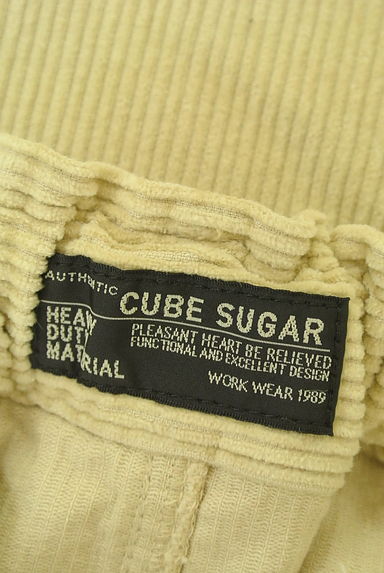 AUTHENTIC
CUBE SUGAR
HEAVY
DUTY
MATERIAL
PLEASANT HEART BE RELIEVED
FUNCTIONAL AND EXCELLENT DESIGN
WORK WEAR 1989